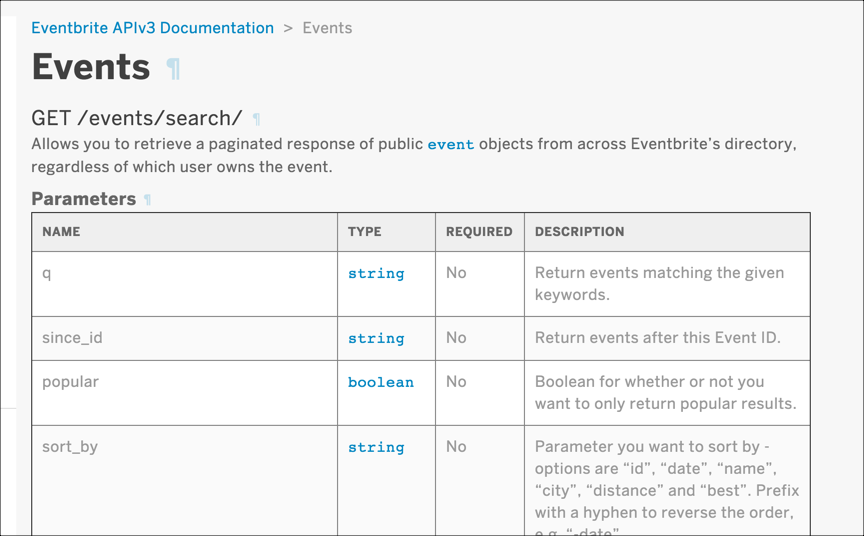 Eventbrite APIv3 Documentation > Events
Events ¶
GET /events/search/ ¶
Allows you to retrieve a paginated response of public event objects from across Eventbrite’s directory,
regardless of which user owns the event.
Parameters ¶
NAME TYPE REQUIRED DESCRIPTION
q string No Return events matching the given
keywords.
since_id string No Return events after this Event ID.
popular boolean No Boolean for whether or not you
want to only return popular results.
sort_by string No Parameter you want to sort by -
options are “id”, “date”, “name”,
“city”, “distance” and “best”. Prefix
with a hyphen to reverse the order,
e.g. “-date”